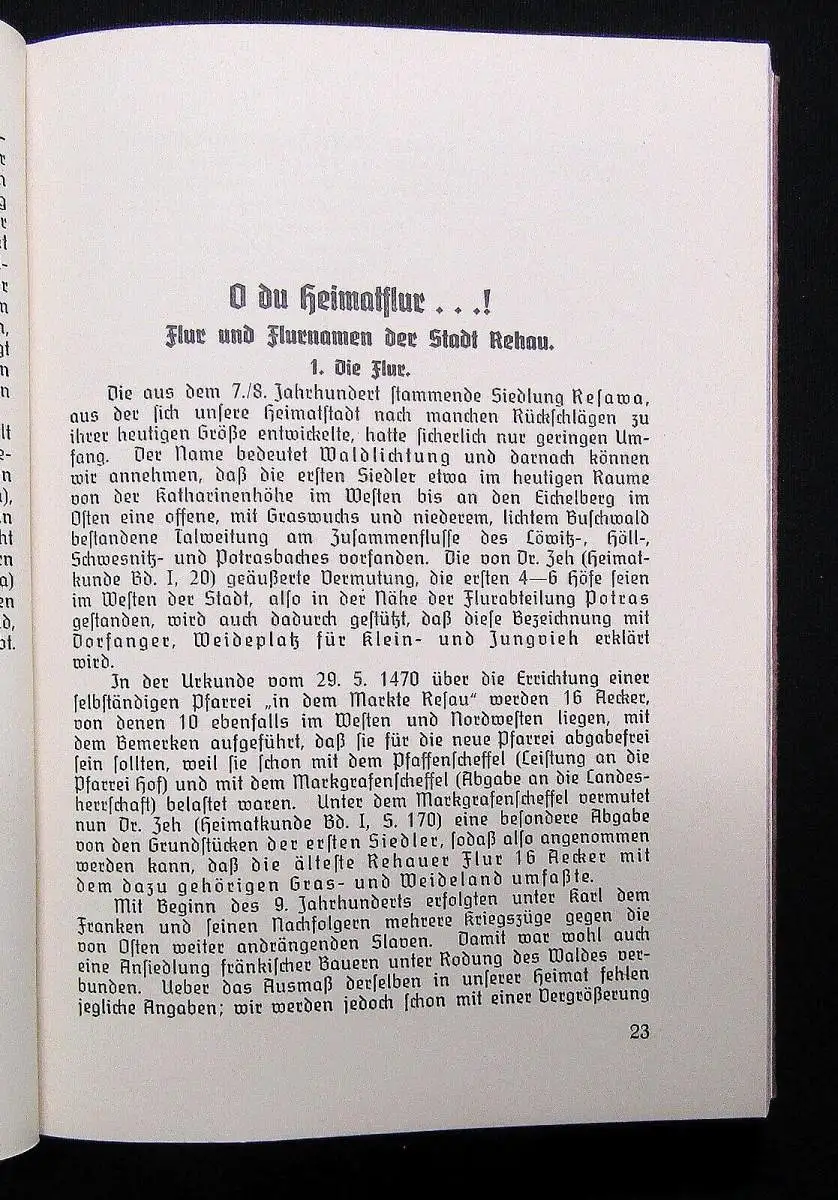 O du Heimatflur . . .!
Flur und Flurnamen der Stadt Rehau.
1. Die Flur.
Die aus dem 7./8. Jahrhundert stammende Siedlung Resawa,
aus der sich unsere Heimatstadt nach manchen Rückschlägen zu
ihrer heutigen Größe entwickelte, hatte sicherlich nur geringen Um-
fang. Der Name bedeutet Waldlichtung und darnach können
wir annehmen, daß die ersten Siedler etwa im heutigen Raume
von der Katharinenhöhe im Westen bis an den Eichelberg im
Osten eine offene, mit Graswuchs und niederem, lichtem Buschwald
bestandene Talweitung am Zusammenflusse des Löwitz-, Höll-,
Schwesnitz- und Potrasbaches vorfanden. Die von Dr. Zeh (Heimat-
kunde Bd. I, 20) geäußerte Vermutung, die ersten 4—6 Höfe seien
im Westen der Stadt, also in der Nähe der Flurabteilung Potras
gestanden, wird auch dadurch gestützt, daß diese Bezeichnung mit
Dorfanger, Weideplatz für Klein- und Jungvieh erklärt
wird.
In der Urkunde vom 29. 5. 1470 über die Errichtung einer
selbständigen Pfarrei „in dem Markte Resau“ werden 16 Aecker,
von denen 10 ebenfalls im Westen und Nordwesten liegen, mit
dem Bemerken aufgeführt, daß sie für die neue Pfarrei abgabefrei
sein sollten, weil sie schon mit dem Pfaffenscheffel (Leistung an die
Pfarrei Hof) und mit dem Markgrafenscheffel (Abgabe an die Landes-
herrschaft) belastet waren. Unter dem Markgrafenscheffel vermutet
nun Dr. Zeh (Heimatkunde Bd. I, S. 170) eine besondere Abgabe
von den Grundstücken der ersten Siedler, sodaß also angenommen
werden kann, daß die älteste Rehauer Flur 16 Aecker mit
dem dazu gehörigen Gras- und Weideland umfaßte.
Mit Beginn des 9. Jahrhunderts erfolgten unter Karl dem
Franken und seinen Nachfolgern mehrere Kriegszüge gegen die
von Osten weiter andrängenden Slaven. Damit war wohl auch
eine Ansiedlung fränkischer Bauern unter Rodung des Waldes ver-
bunden. Ueber das Ausmaß derselben in unserer Heimat fehlen
jegliche Angaben; wir werden jedoch schon mit einer Vergrößerung
23